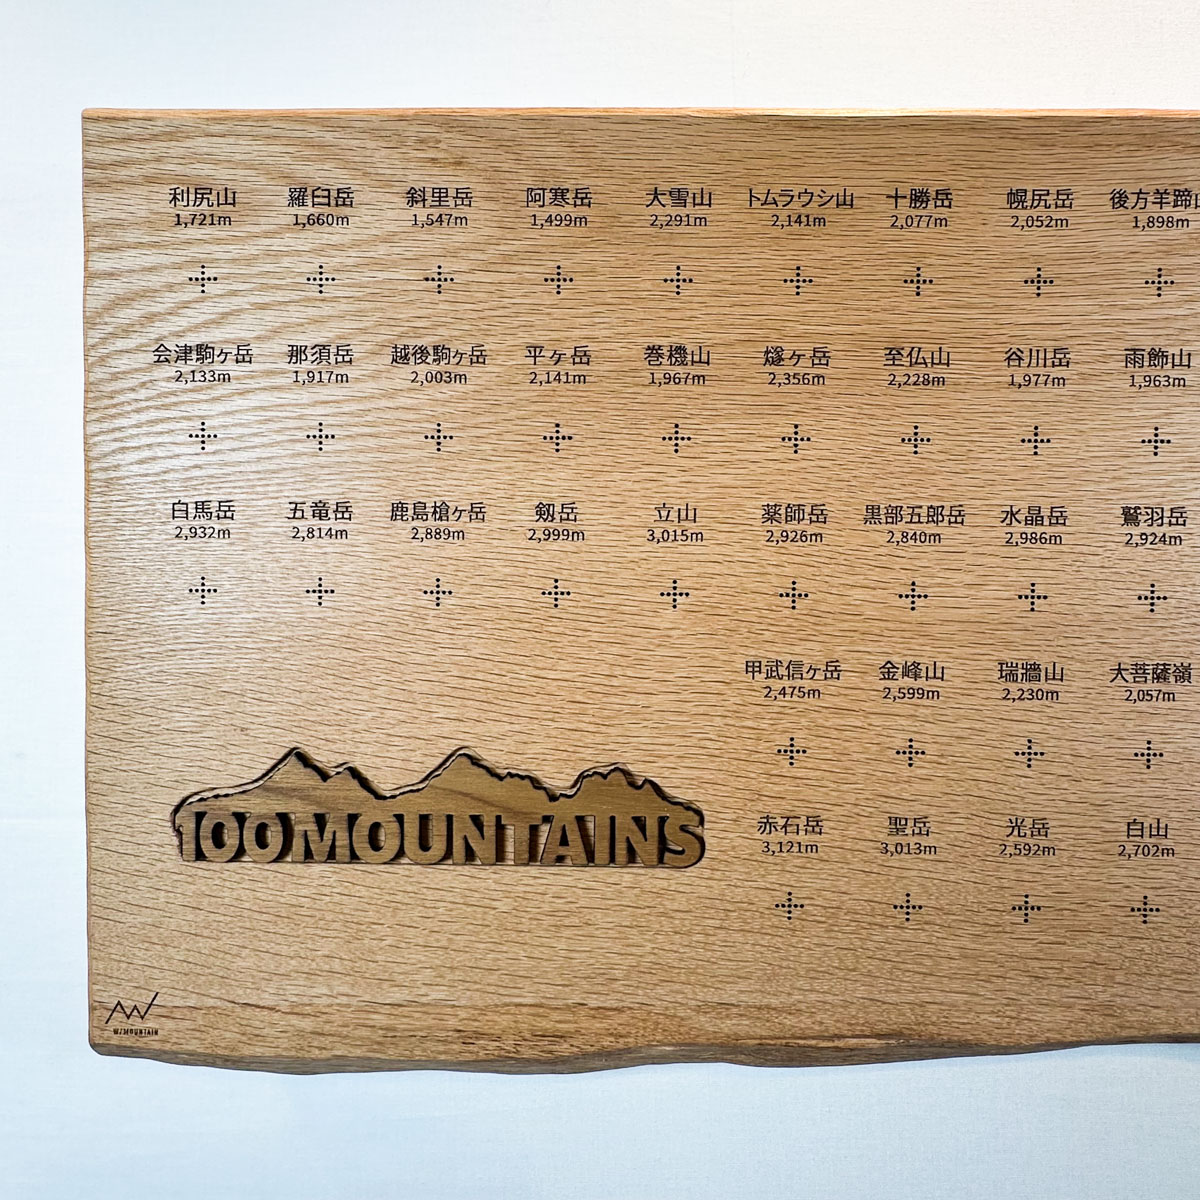 利尻山 羅臼岳 斜里岳 阿寒岳 大雪山 トムラウシ山 十勝岳 幌尻岳 後方羊蹄山
1,721m 1,660m 1,547m 1,499m 2,291m 2,141m 2,077m 2,052m 1,898m
会津駒ヶ岳 那須岳 越後駒ヶ岳 平ヶ岳 巻機山 燧ヶ岳 至仏山 谷川岳 雨飾山
2,133m 1,917m 2,003m 2,141m 1,967m 2,356m 2,228m 1,977m 1,963m
白馬岳 五竜岳 鹿島槍ヶ岳 剱岳 立山 薬師岳 黒部五郎岳 水晶岳 鷲羽岳
2,932m 2,814m 2,889m 2,999m 3,015m 2,926m 2,840m 2,986m 2,924m
甲武信ヶ岳 金峰山 瑞牆山 大菩薩嶺
2,475m 2,599m 2,230m 2,057m
100MOUNTAINS
赤石岳 聖岳 光岳 白山
3,121m 3,013m 2,592m 2,702m
W/MOUNTAIN